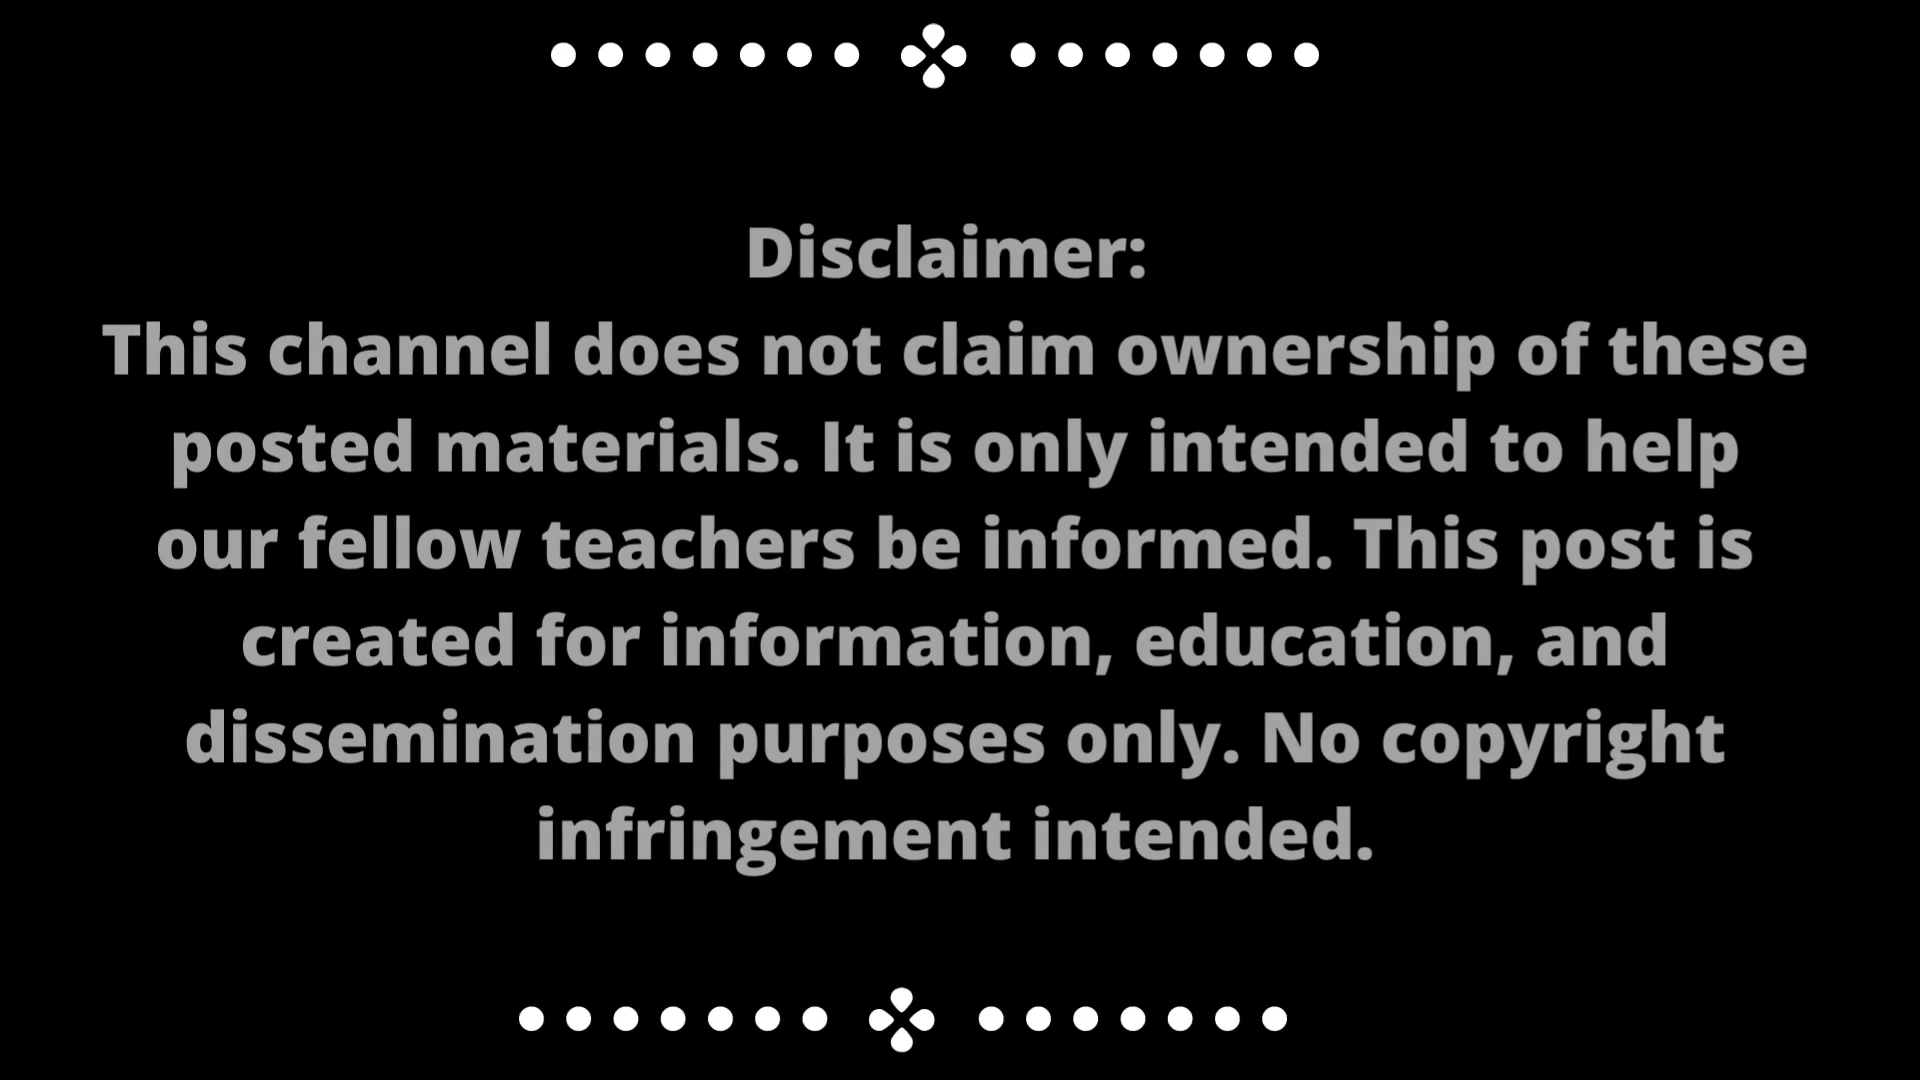 Disclaimer:
This channel does not claim ownership of these
posted materials. It is only intended to help
our fellow teachers be informed. This post is
created for information, education, and
dissemination purposes only. No copyright
infringement intended.